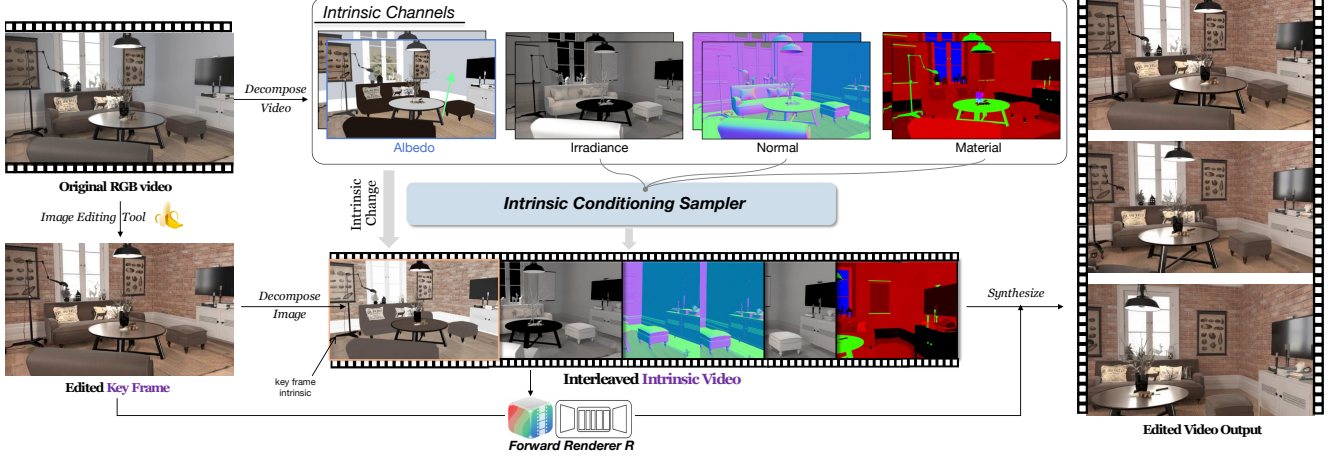 Intrinsic Channels
Decompose
Video
Albedo
Irradiance
Normal
Material
Original RGB video
Image Editing Tool
Intrinsic
Change
Intrinsic Conditioning Sampler
Decompose
Image
Synthesize
key frame
intrinsic
Edited Key Frame
Interleaved Intrinsic Video
Forward Renderer R
Edited Video Output